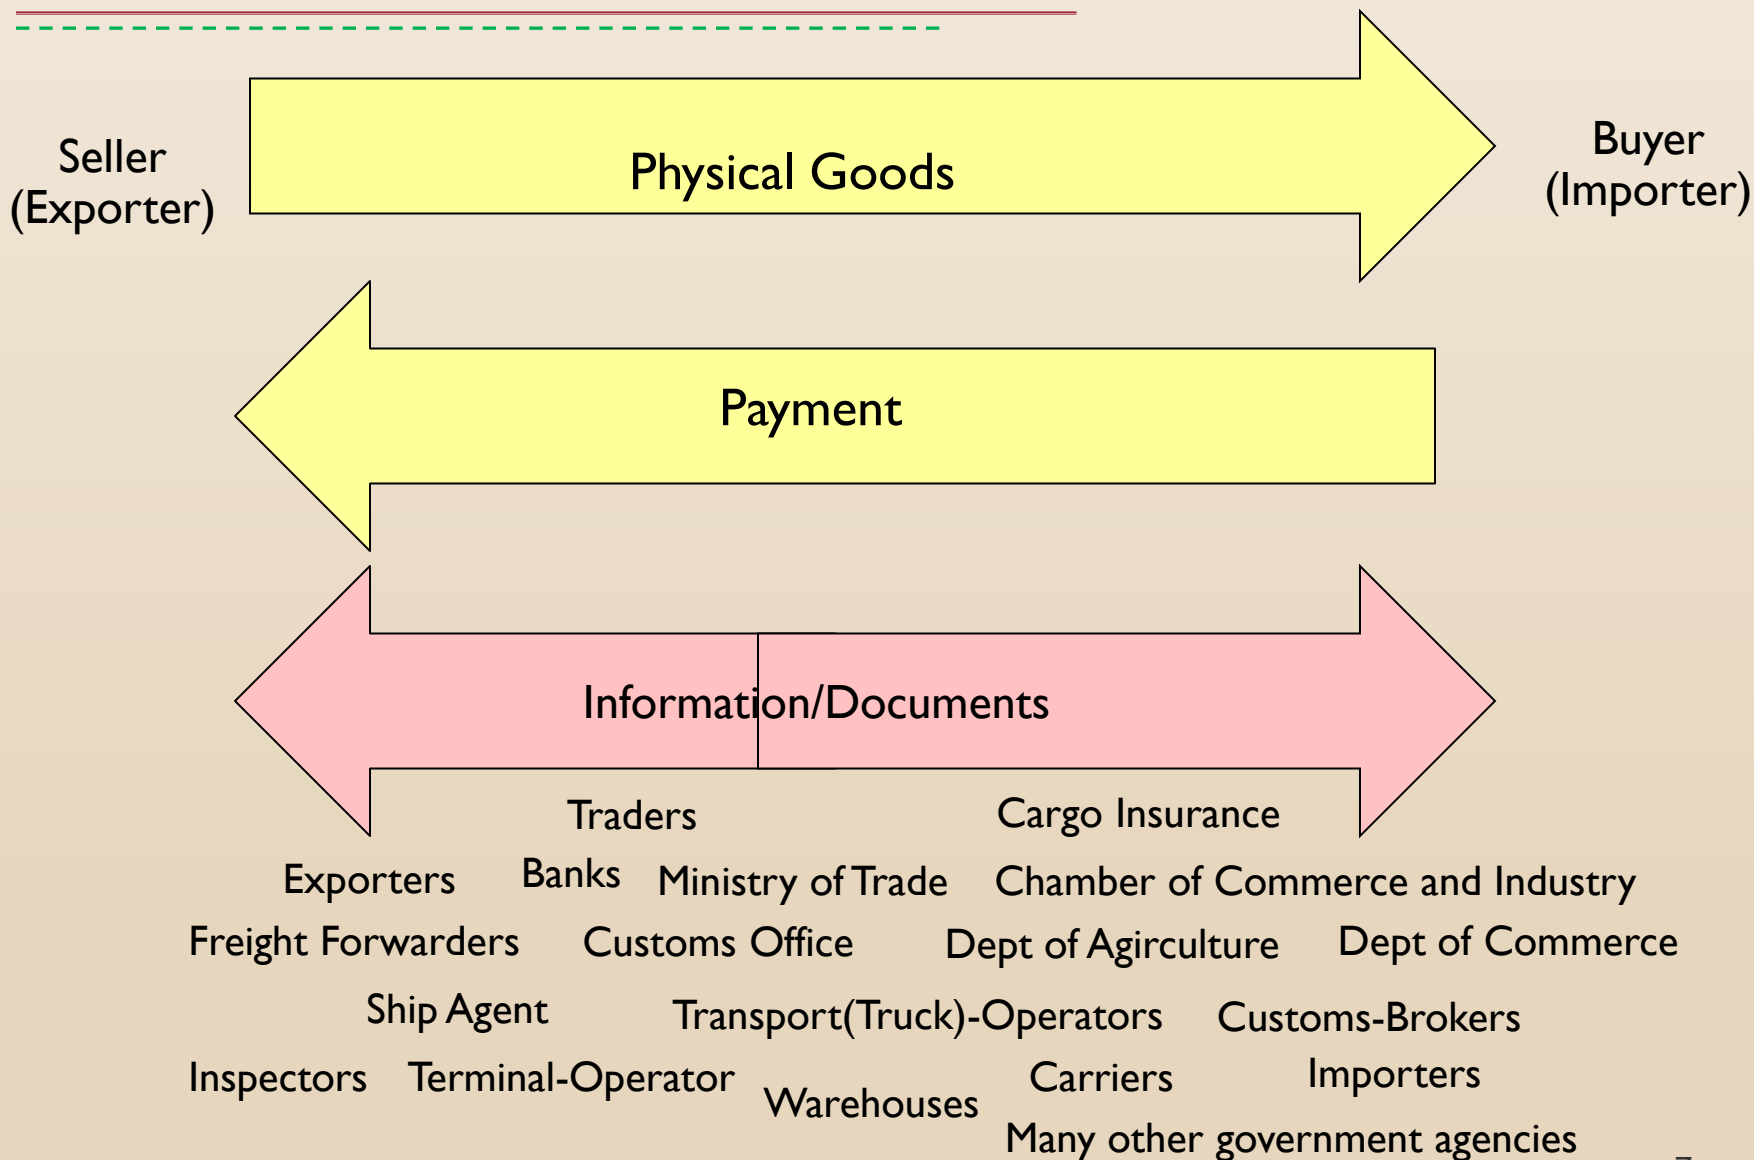 Seller
(Exporter)
Physical Goods
Buyer
(Importer)
Payment
Information/Documents
Traders
Cargo Insurance
Exporters
Banks
Ministry of Trade
Chamber of Commerce and Industry
Freight Forwarders
Customs Office
Dept of Agirculture
Dept of Commerce
Ship Agent
Transport(Truck)-Operators
Customs-Brokers
Inspectors
Terminal-Operator
Warehouses
Carriers
Importers
Many other government agencies